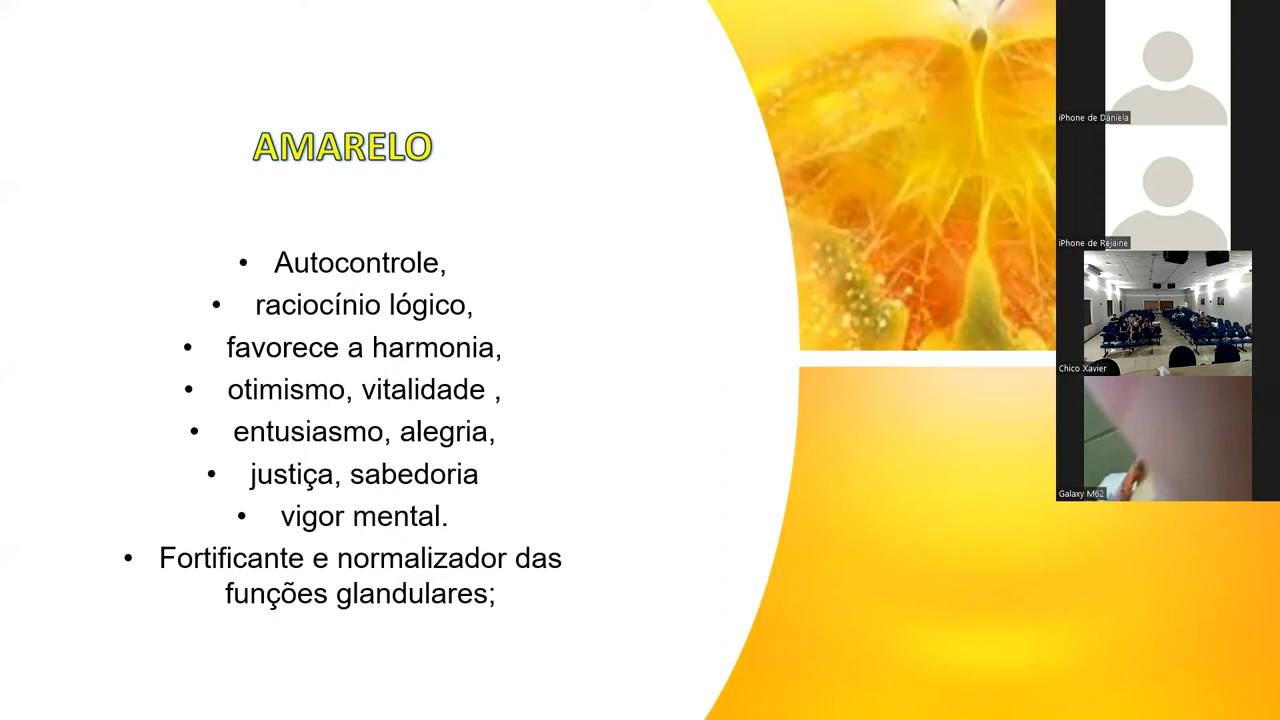 AMARELO
• Autocontrole,
• raciocínio lógico,
• favorece a harmonia,
• otimismo, vitalidade ,
• entusiasmo, alegria,
• justiça, sabedoria
• vigor mental.
• Fortificante e normalizador das
funções glandulares;
iPhone de Daniela
iPhone de Rejaine
Chico Xavier
Galaxy M62